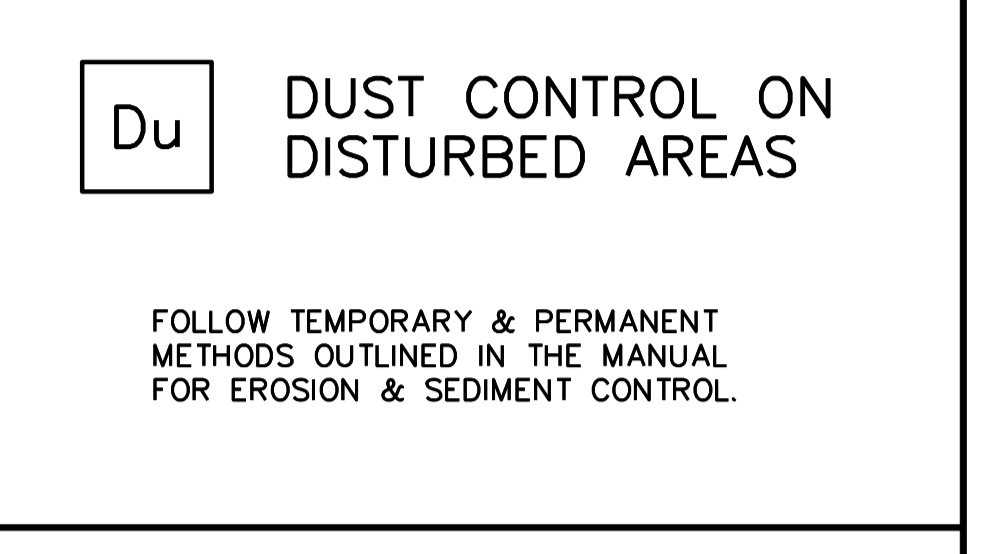 Du
DUST CONTROL ON
DISTURBED AREAS
FOLLOW TEMPORARY & PERMANENT
METHODS OUTLINED IN THE MANUAL
FOR EROSION & SEDIMENT CONTROL.